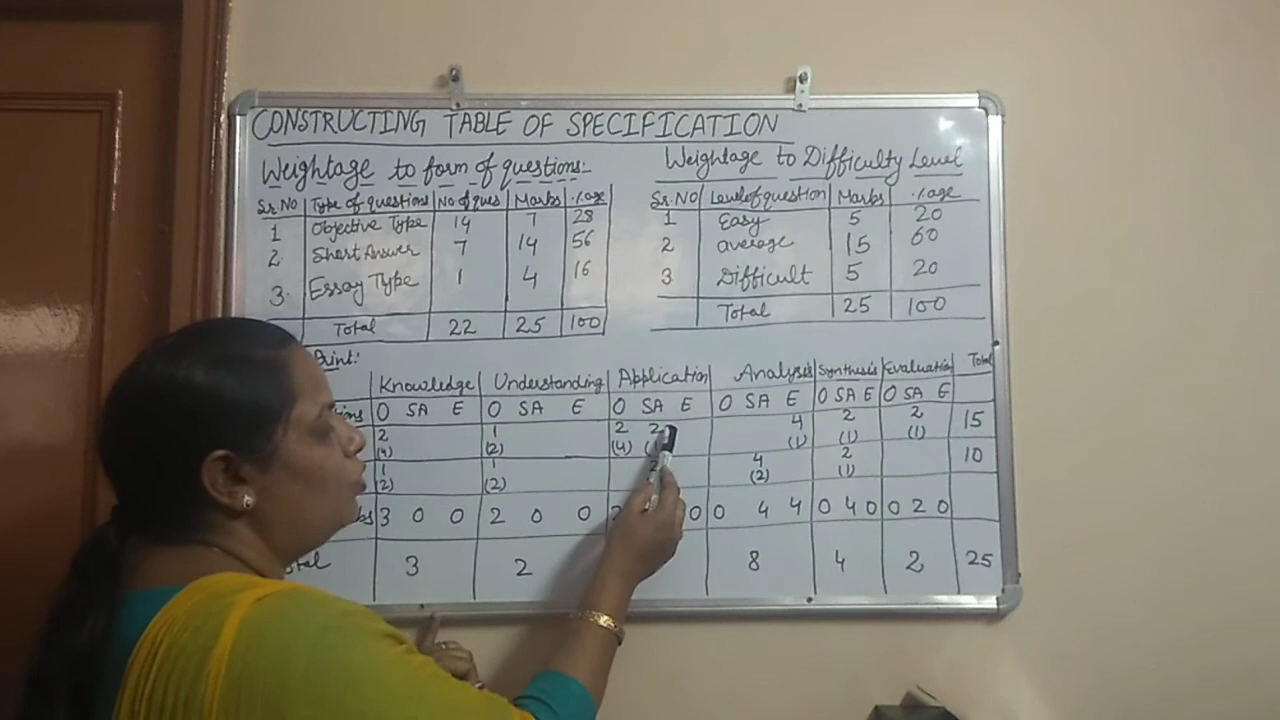 CONSTRUCTING TABLE OF SPECIFICATION
Weightage to form of questions:-
Sr.No Type of questions No of ques Marks %age
1 Objective Type 14 7 28
2. Short Answer 7 14 56
3. Essay Type 1 4 16
Total 22 25 100
Weightage to Difficulty Level
Sr.No Level of question Marks %age
1 Easy 5 20
2 average 15 60
3 Difficult 5 20
Total 25 100
Print:
Knowledge Understanding Application Analysis Synthesis Evaluation Total
O SA E O SA E O SA E O SA E O SA E O SA E
2 1 2 2 4 2 2 15
(4) (2) (4) (1) (1) (1)
1 1 2 4 2 10
(2) (2) (2) (1)
3 0 0 2 0 0 2 0 0 4 4 0 4 0 0 2 0
3 2 8 4 2 25